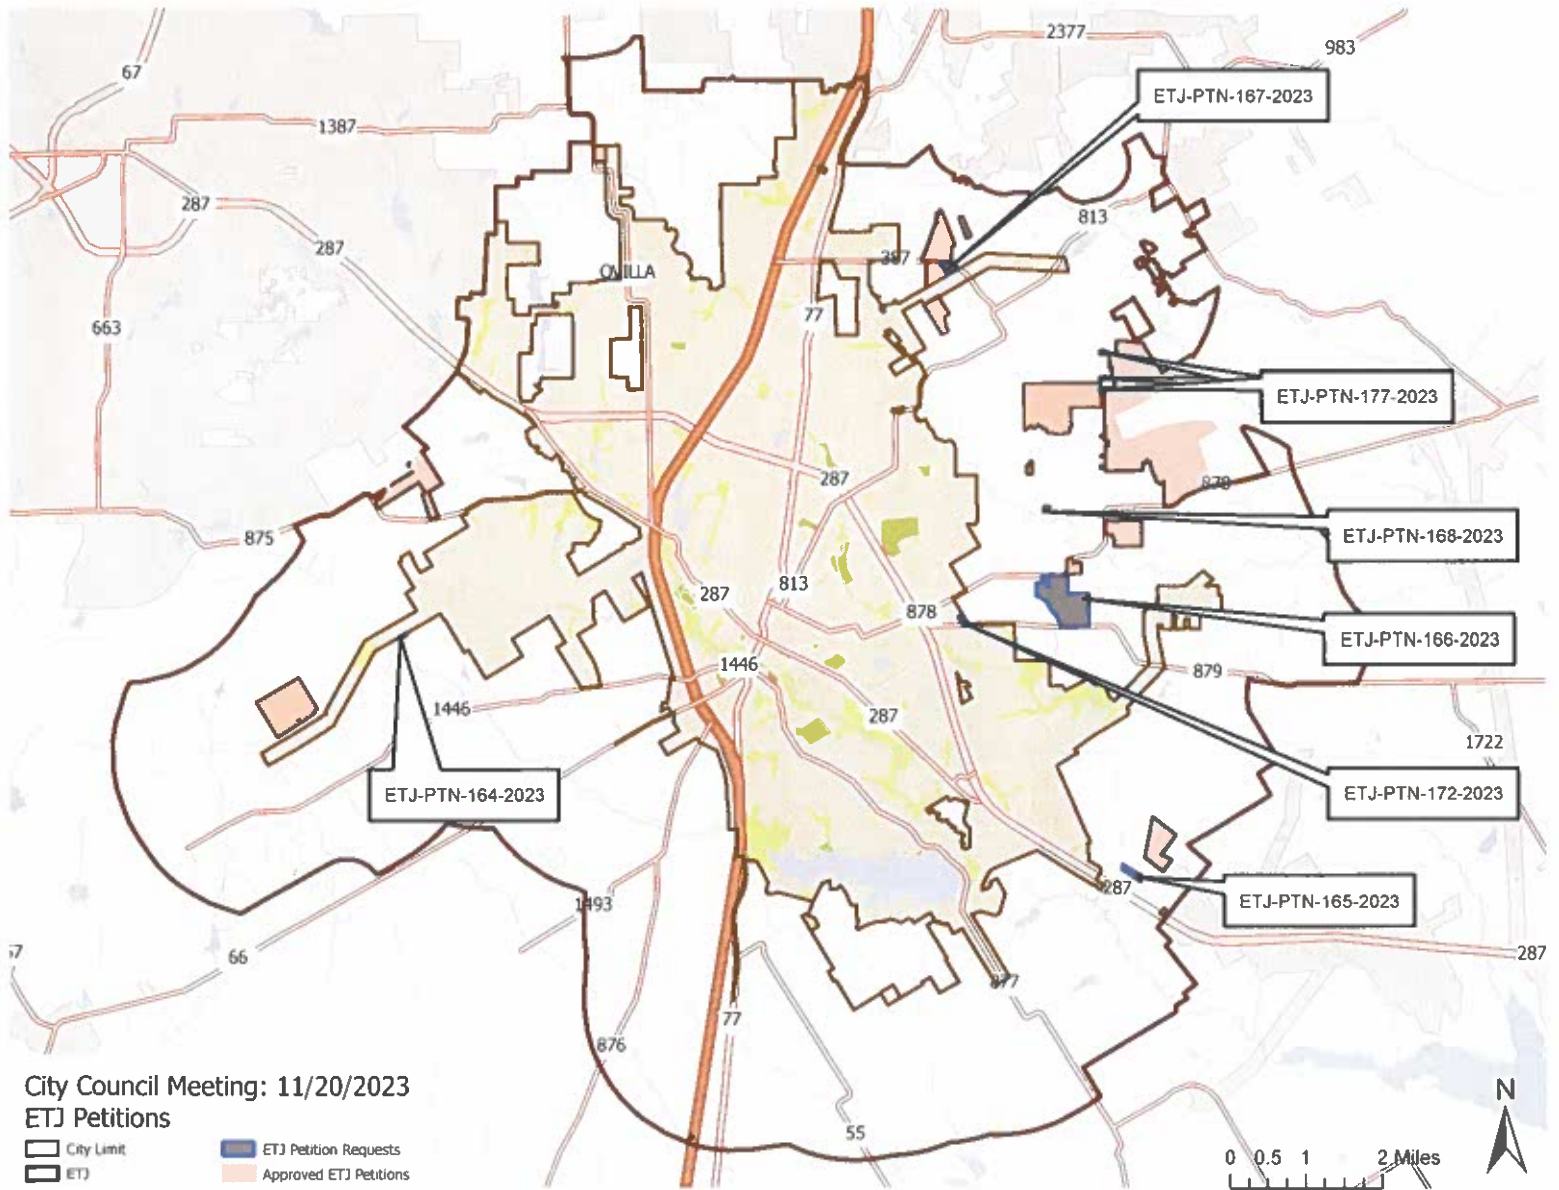 2377
983
67
ETJ-PTN-167-2023
1387
287
813
287
387
OVILLA
77
663
ETJ-PTN-177-2023
287
878
875
ETJ-PTN-168-2023
813
287
878
ETJ-PTN-166-2023
1446
879
1446
287
1722
ETJ-PTN-164-2023
ETJ-PTN-172-2023
287
ETJ-PTN-165-2023
1493
66
287
877
77
876
55
City Council Meeting: 11/20/2023
ETJ Petitions
City Limit
ETJ Petition Requests
ETJ
Approved ETJ Petitions
N
0 0.5 1 2 Miles